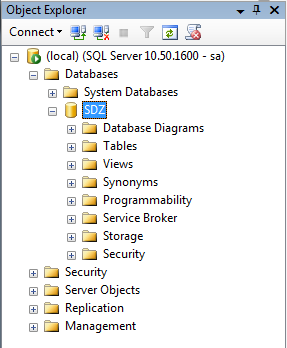 Object Explorer
Connect
(local) (SQL Server 10.50.1600 - sa)
Databases
System Databases
SDZ
Database Diagrams
Tables
Views
Synonyms
Programmability
Service Broker
Storage
Security
Security
Server Objects
Replication
Management